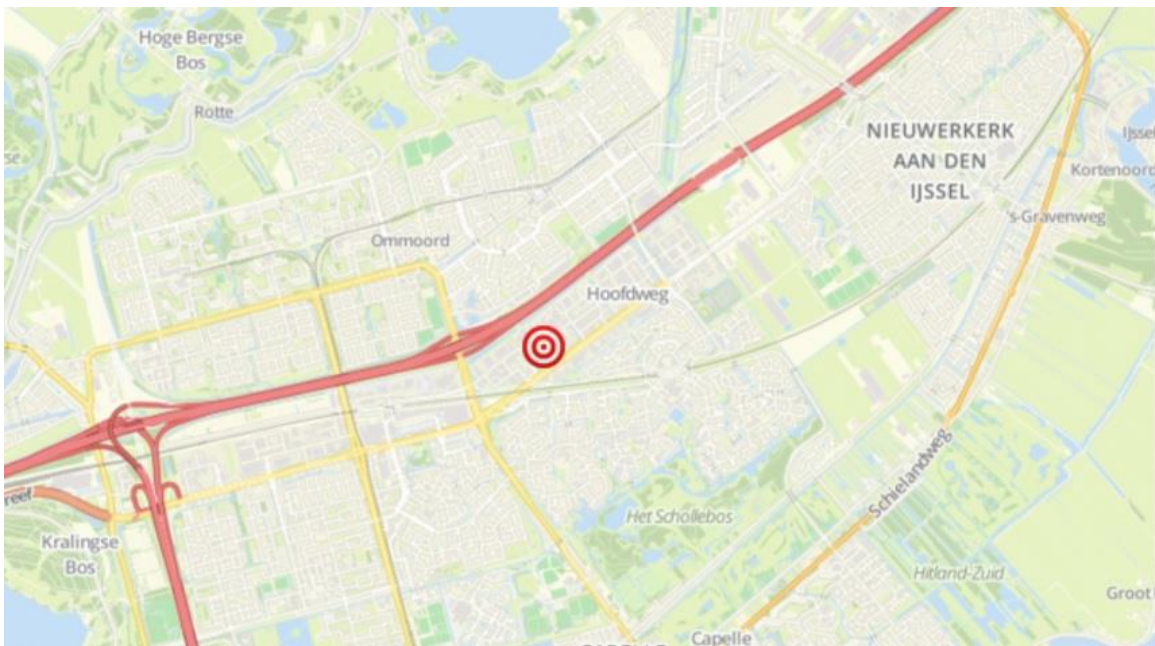 Hoge Bergse
Bos
Rotte
NIEUWERKERK
AAN DEN
IJSSEL
Kortenoord
's-Gravenweg
Ommoord
Hoofdweg
Schielandweg
Het Schollebos
Kralingse
Bos
Hitland-Zuid
Capelle